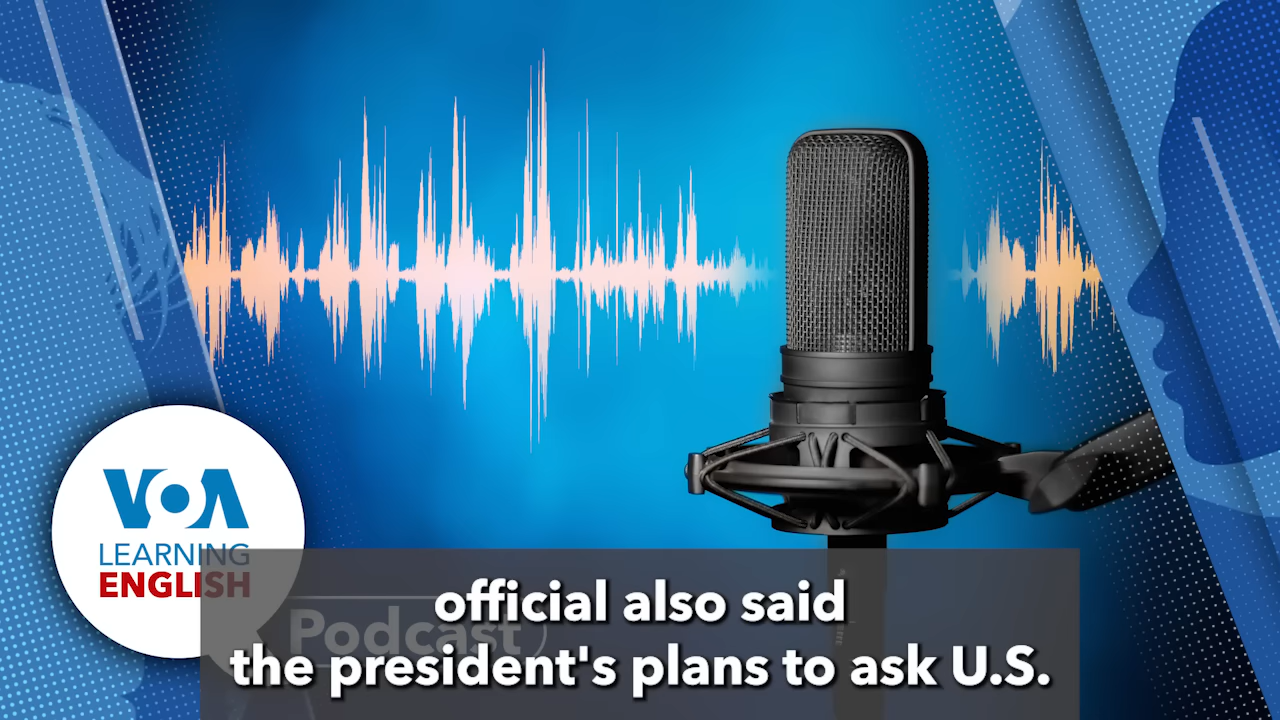 VOA
LEARNING
ENGLISH
Podcast
official also said
the president's plans to ask U.S.